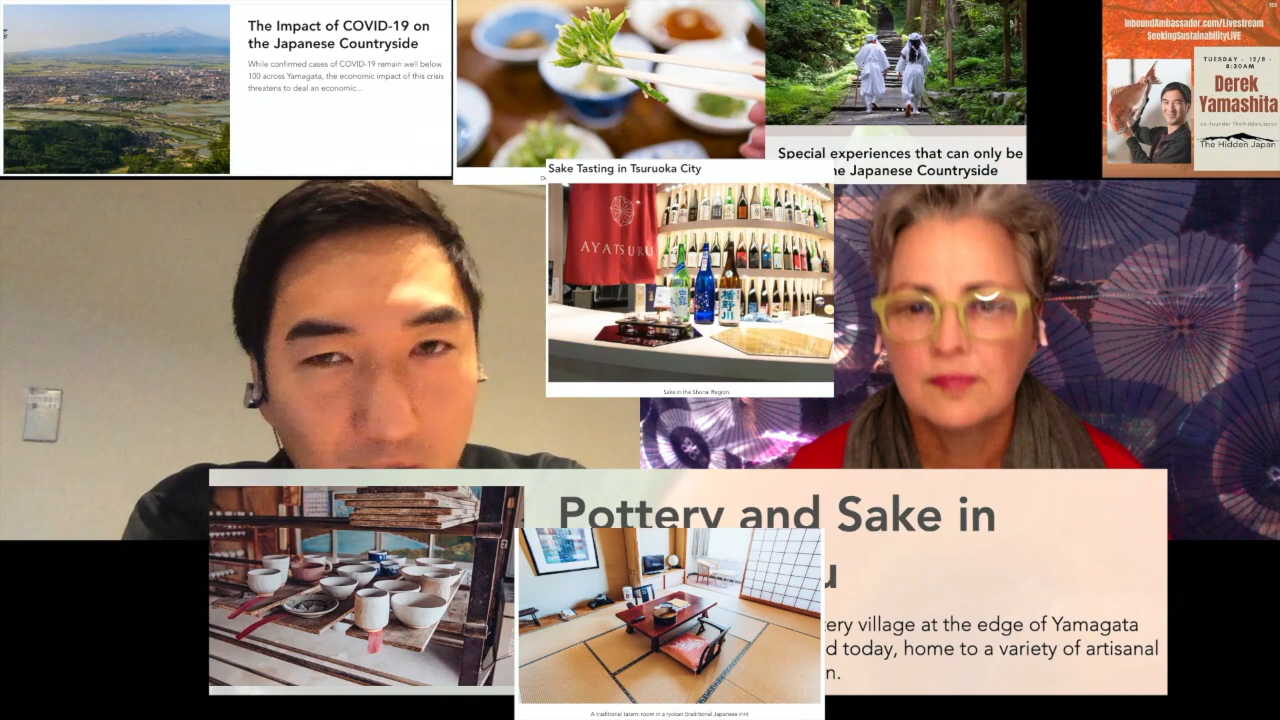 The Impact of COVID-19 on
the Japanese Countryside
While confirmed cases of COVID-19 remain well below
100 across Yamagata, the economic impact of this crisis
threatens to deal an economic...
Special experiences that can only be
Japanese Countryside
InboundAmbassador.com/Livestream
SeekingSustainabilityLIVE
TUESDAY - 12/8 -
8:30AM
Derek
Yamashita
co-founder TheHiddenJapan
The Hidden Japan
Sake Tasting in Tsuruoka City
AYATSURU
楯野川
Sake in the Shonai Region
Pottery and Sake in
u
village at the edge of Yamagata
today, home to a variety of artisanal
A traditional tatami room in a ryokan (traditional Japanese inn)